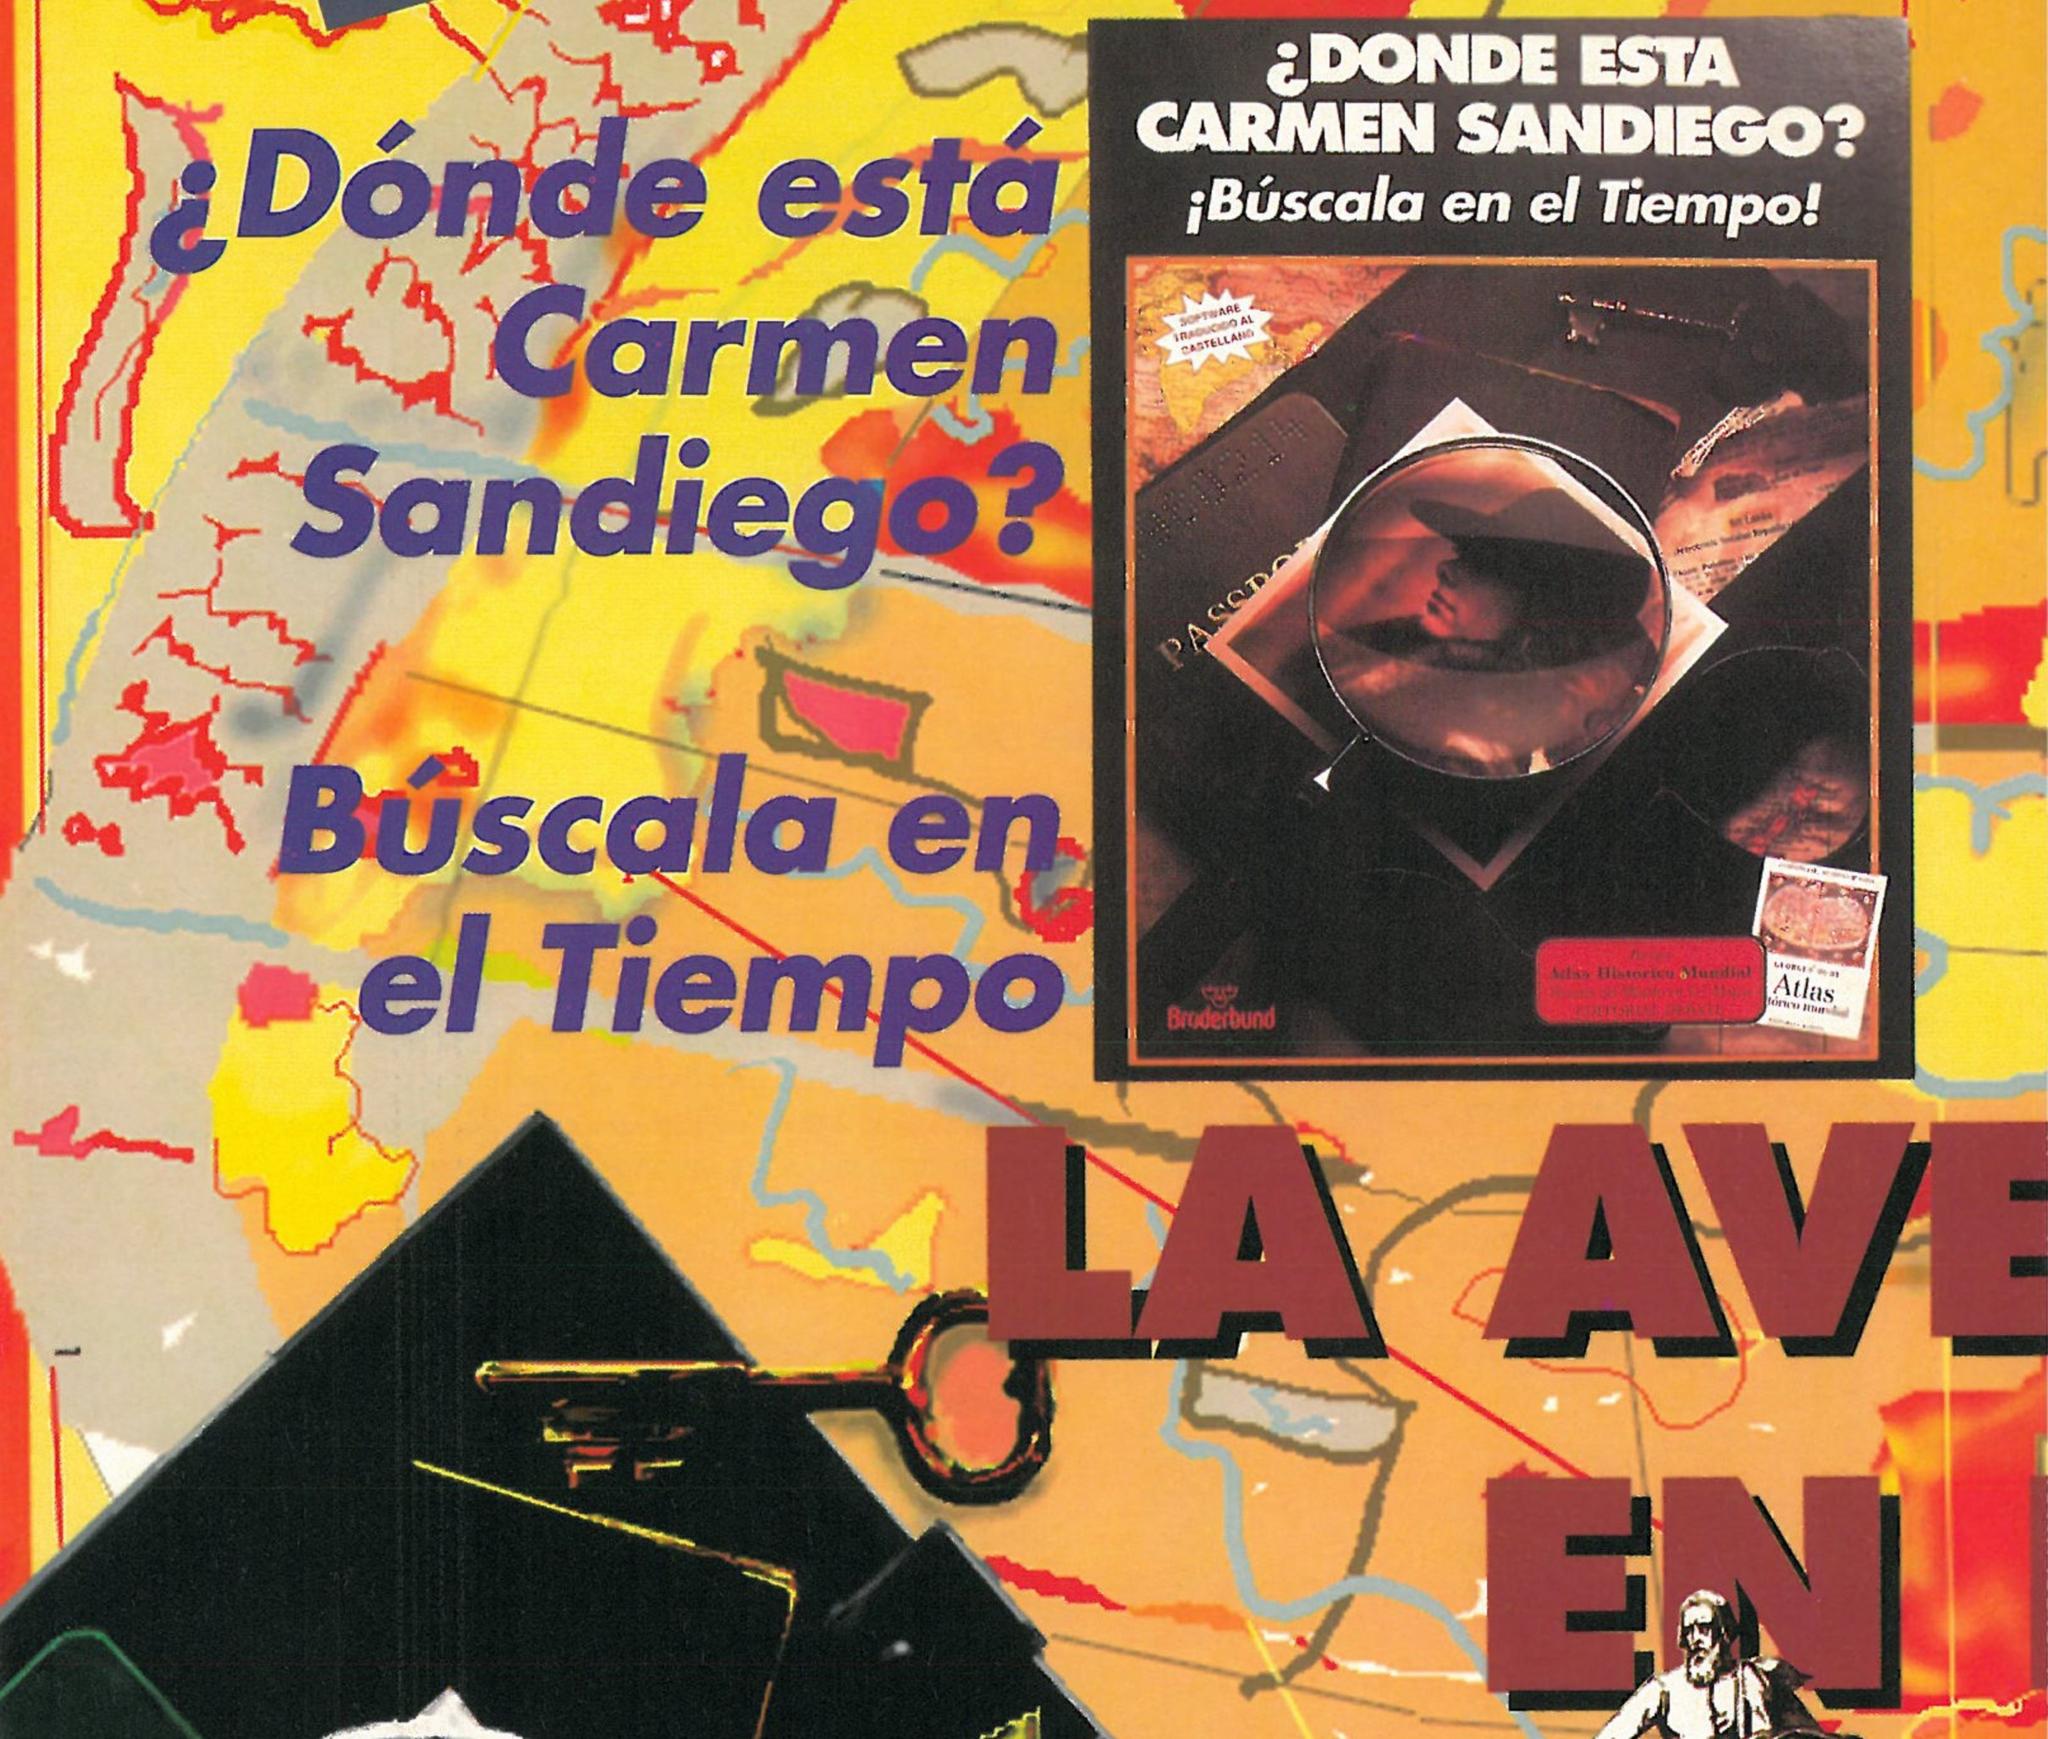 ¿Dónde está
Carmen
Sandiego?
Búscala en
el Tiempo
¿DONDE ESTA
CARMEN SANDIEGO?
¡Búscala en el Tiempo!
SOFTWARE
TRADUCIDO AL
CASTELLANO
PASSPO
Atlas Histórico Mundial
Atlas
Brøderbund
LA AVE
EN